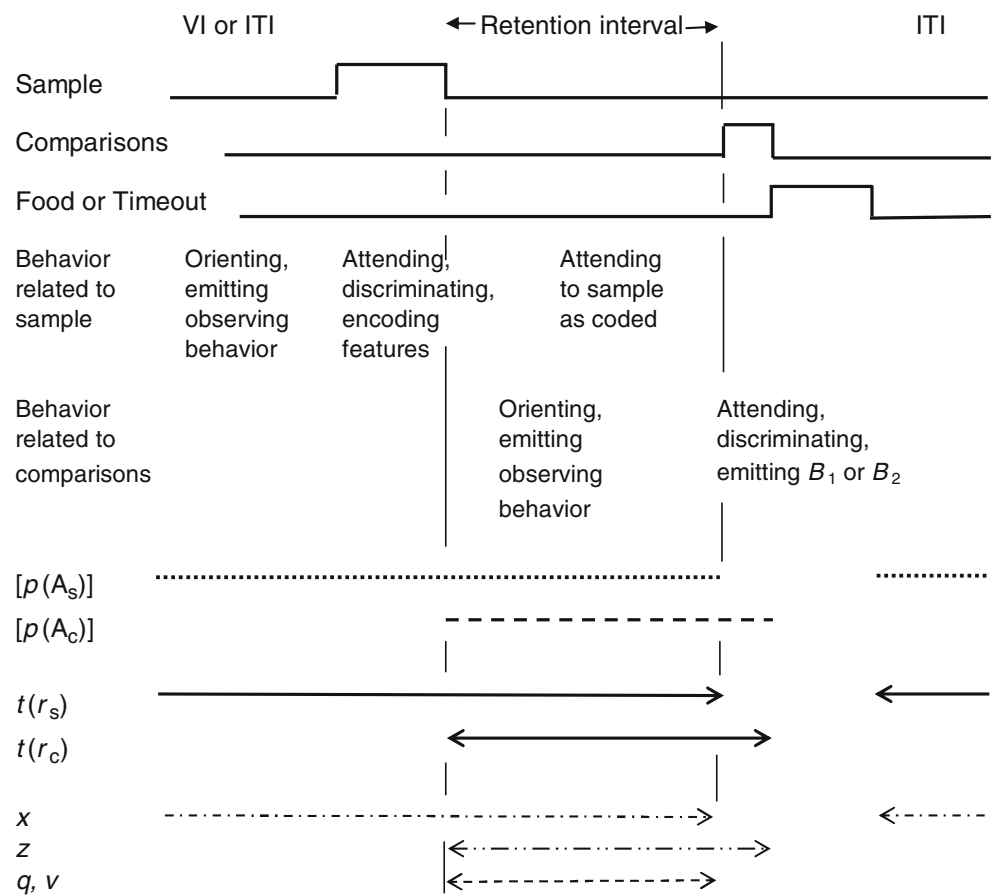 VI or ITI Retention interval ITI
Sample
Comparisons
Food or Timeout
Behavior related to sample
Orienting, emitting observing behavior
Attending, discriminating, encoding features
Attending to sample as coded
Behavior related to comparisons
Orienting, emitting observing behavior
Attending, discriminating, emitting B1 or B2
[p(As)]
[p(Ac)]
t(rs)
t(rc)
x
z
q, v